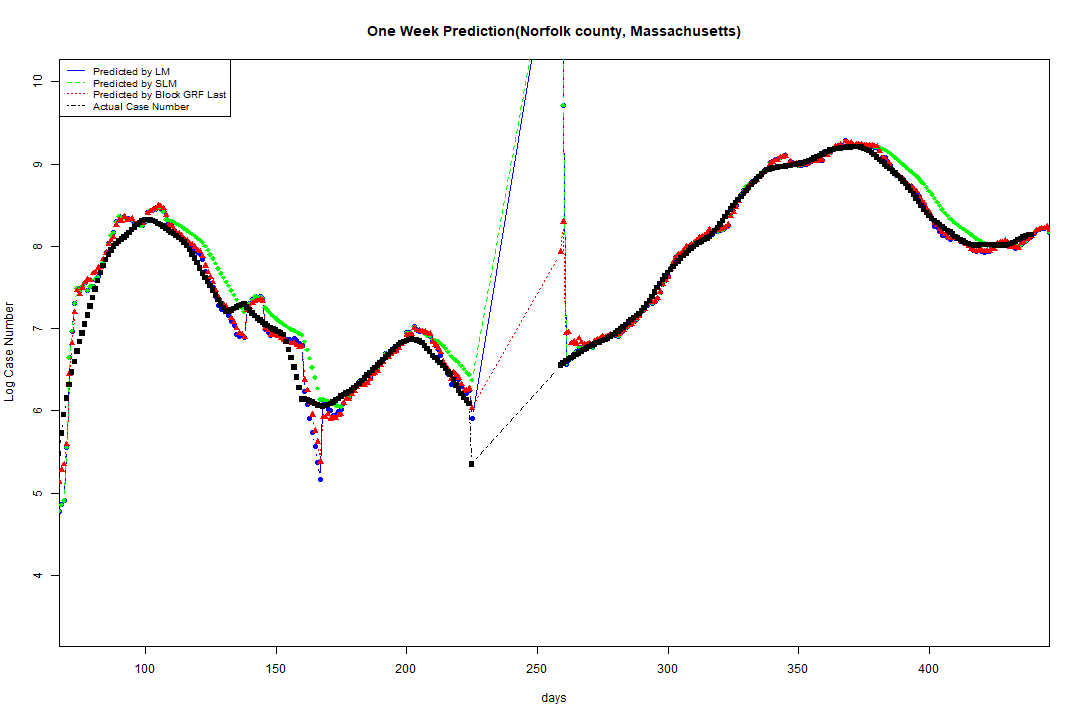 One Week Prediction(Norfolk county, Massachusetts)
Predicted by LM
Predicted by SLM
Predicted by Block GRF Last
Actual Case Number
Log Case Number
10
9
8
7
6
5
4
100 150 200 250 300 350 400
days